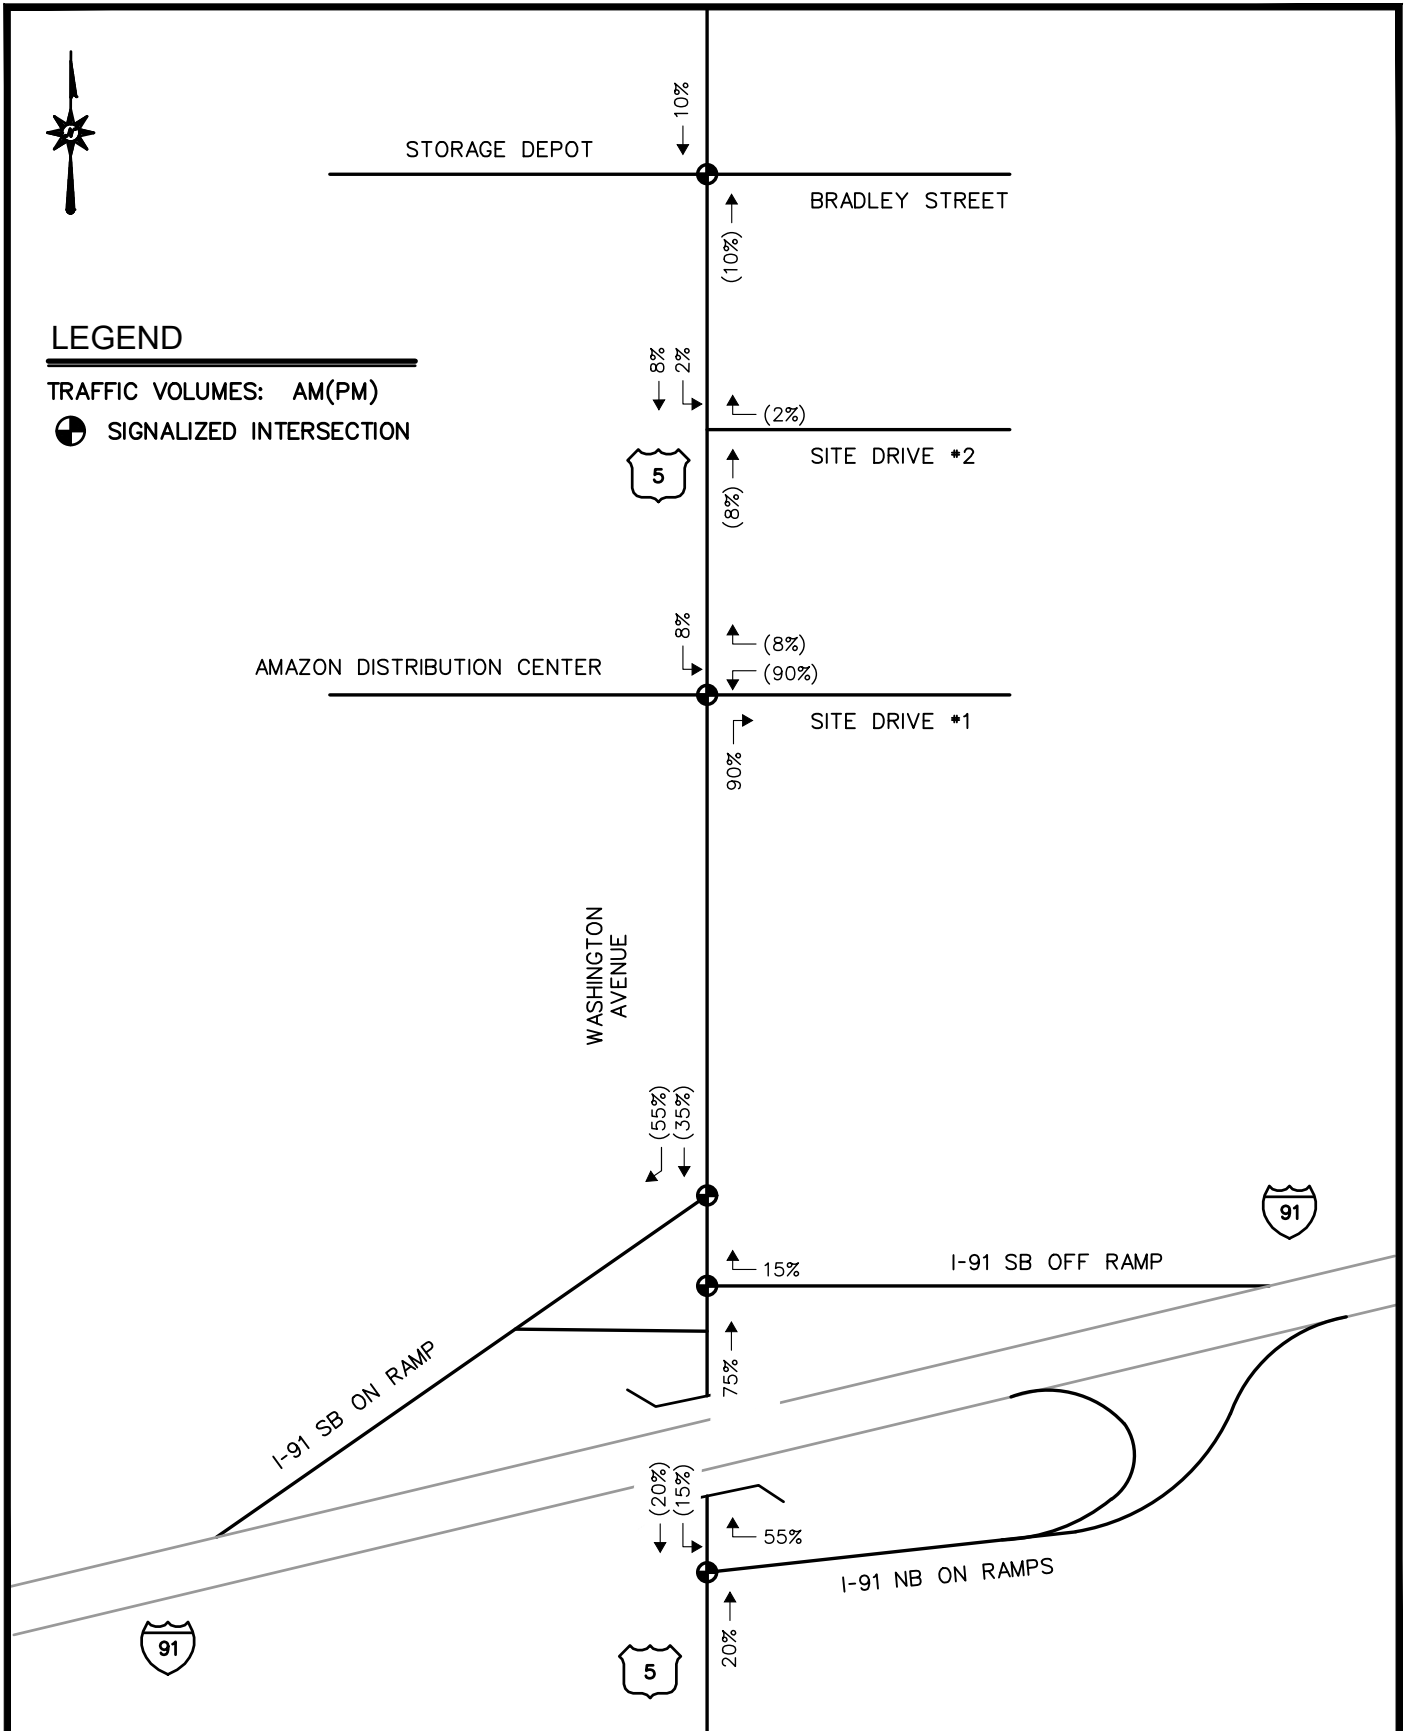 10%
STORAGE DEPOT
BRADLEY STREET
(10%)
LEGEND
TRAFFIC VOLUMES: AM(PM)
SIGNALIZED INTERSECTION
8%
2%
(2%)
5
SITE DRIVE #2
(8%)
8%
(8%)
AMAZON DISTRIBUTION CENTER
(90%)
SITE DRIVE #1
90%
WASHINGTON
AVENUE
(55%)
(35%)
91
I-91 SB OFF RAMP
15%
75%
I-91 SB ON RAMP
(20%)
(15%)
55%
I-91 NB ON RAMPS
20%
91
5